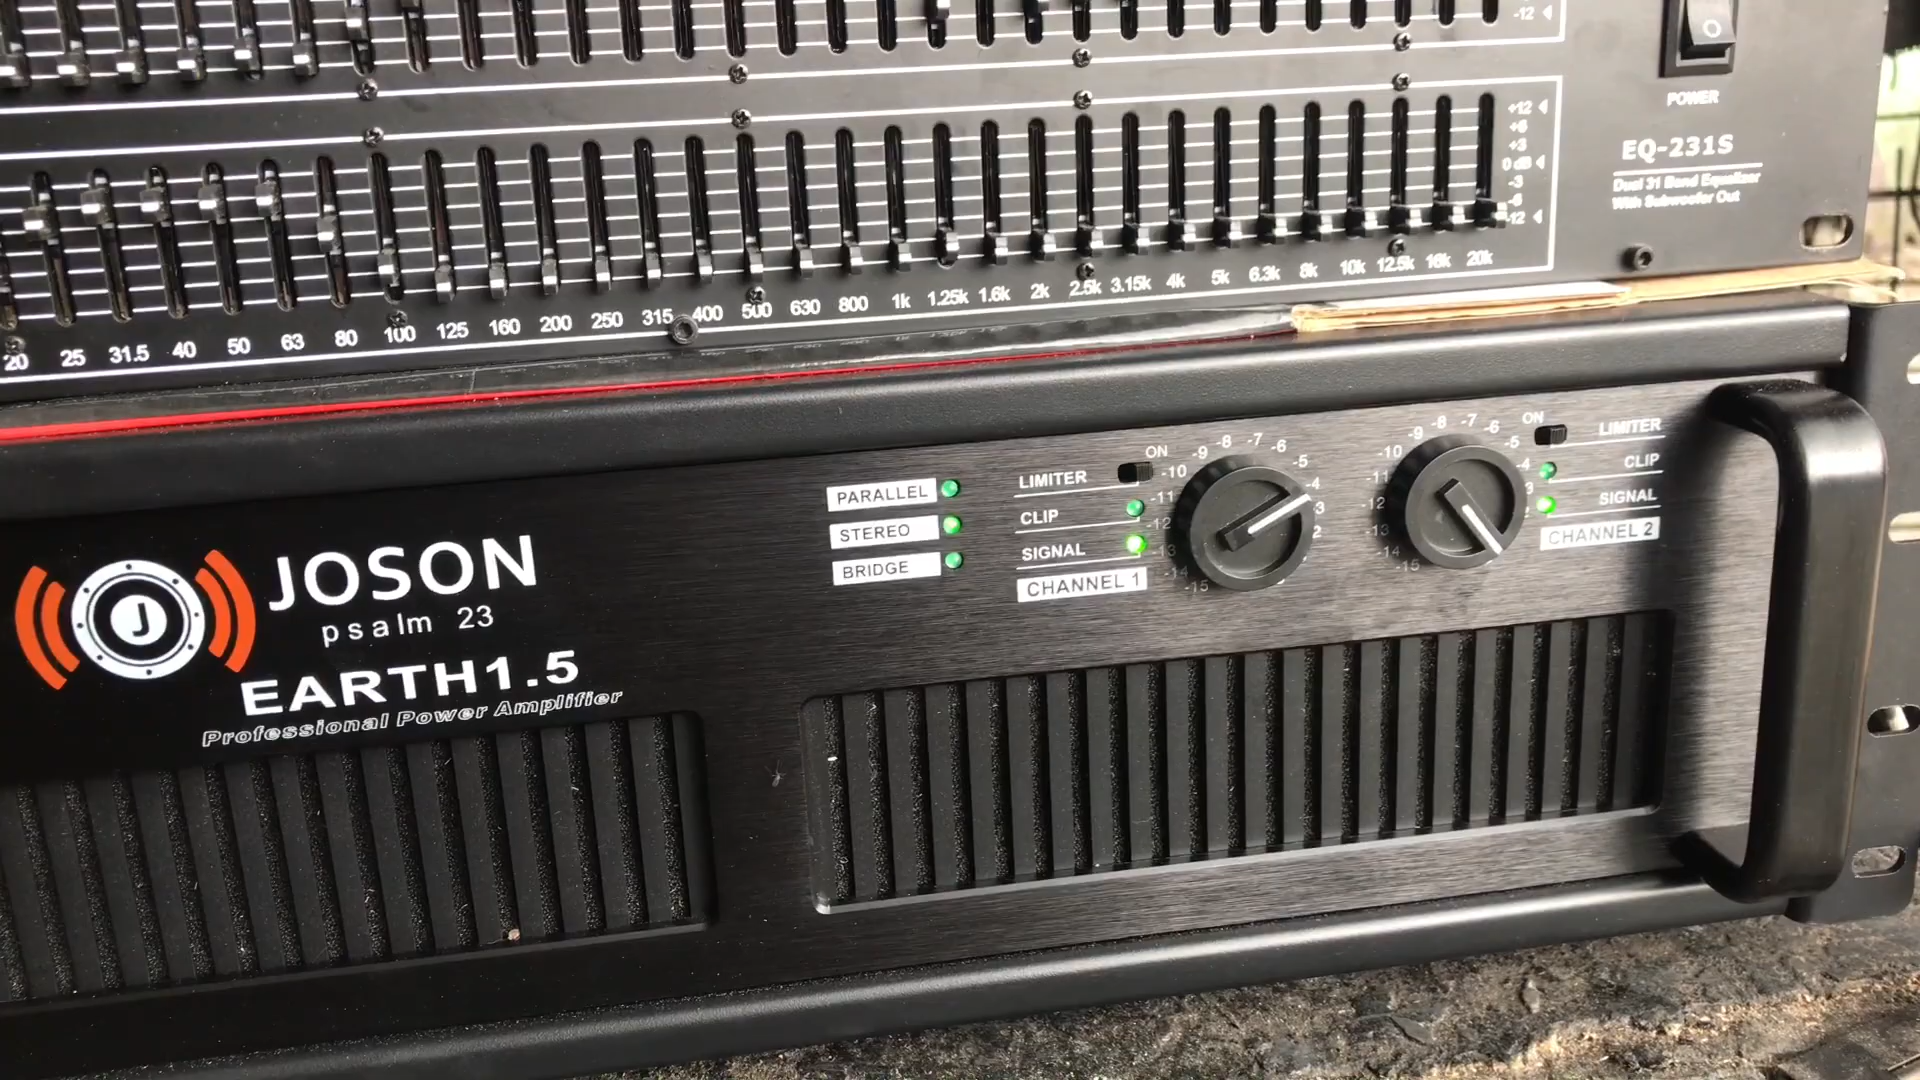 -12
POWER
EQ-231S
Dual 31 Band Equalizer
With Subwoofer Out
+12
+6
+3
0 dB
-3
-6
-12
20 25 31.5 40 50 63 80 100 125 160 200 250 315 400 500 630 800 1k 1.25k 1.6k 2k 2.5k 3.15k 4k 5k 6.3k 8k 10k 12.5k 16k 20k
JOSON
psalm 23
EARTH1.5
Professional Power Amplifier
J
PARALLEL
STEREO
BRIDGE
LIMITER
ON
CLIP
SIGNAL
CHANNEL 1
-15 -14 -13 -12 -11 -10 -9 -8 -7 -6 -5 -4 3 2
-15 -14 -13 -12 -11 -10 -9 -8 -7 -6 -5 -4 3
ON
LIMITER
CLIP
SIGNAL
CHANNEL 2